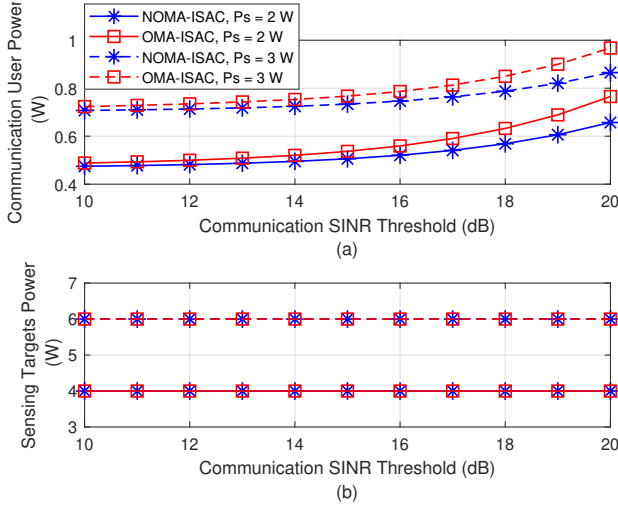 NOMA-ISAC, Ps = 2 W
OMA-ISAC, Ps = 2 W
NOMA-ISAC, Ps = 3 W
OMA-ISAC, Ps = 3 W
Communication User Power
(W)
1
0.8
0.6
0.4
10 12 14 16 18 20
Communication SINR Threshold (dB)
(a)
Sensing Targets Power
(W)
7
6
5
4
3
10 12 14 16 18 20
Communication SINR Threshold (dB)
(b)